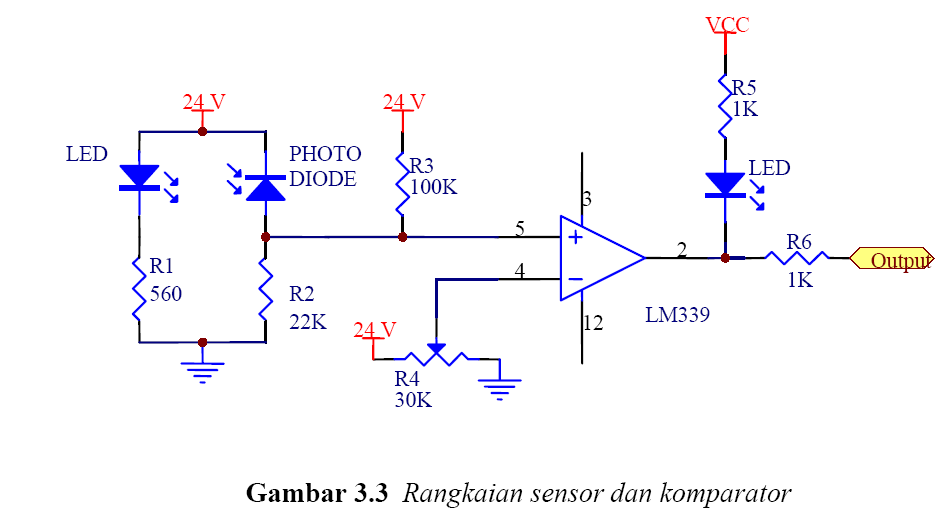 VCC
R5
1K
24 V
24 V
LED
PHOTO
DIODE
R3
100K
LED
3
5
2
R6
Output
1K
4
R1
560
R2
22K
12
LM339
24 V
R4
30K
Gambar 3.3 Rangkaian sensor dan komparator